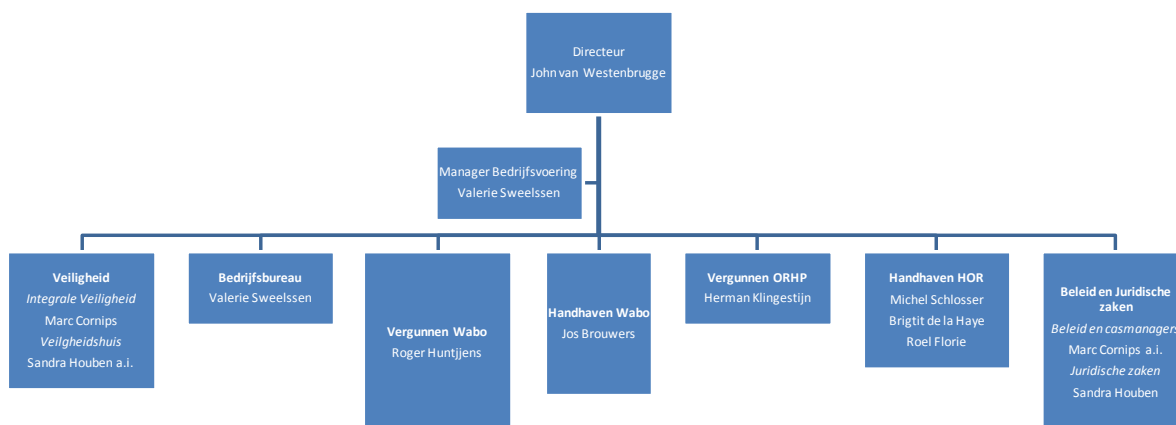 Directeur
John van Westenbrugge
Manager Bedrijfsvoering
Valerie Sweelssen
Veiligheid
Integrale Veiligheid
Marc Cornips
Veilgheidshuis
Sandra Houben a.i.
Bedrijfsbureau
Valerie Sweelssen
Vergunnen Wabo
Roger Huntjjens
Handhaven Wabo
Jos Brouwers
Vergunnen ORHP
Herman Klingestijn
Handhaven HOR
Michel Schlosser
Brigtit de la Haye
Roel Florie
Beleid en Juridische
zaken
Beleid en casmanagers
Marc Cornips a.i.
Juridische zaken
Sandra Houben